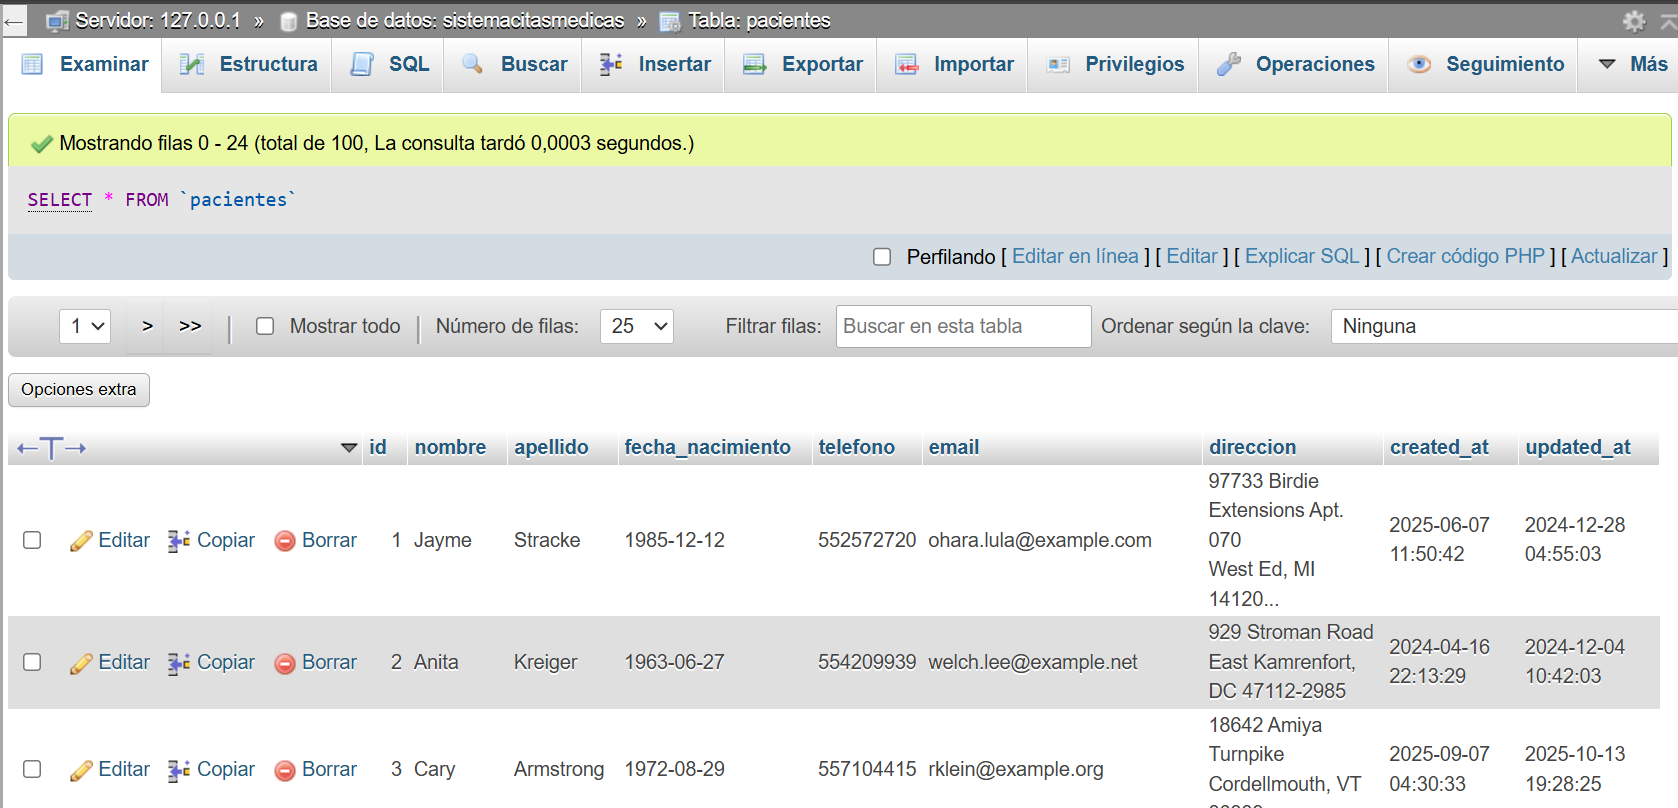 Servidor: 127.0.0.1 » Base de datos: sistemacitasmedicas » Tabla: pacientes
Examinar Estructura SQL Buscar Insertar Exportar Importar Privilegios Operaciones Seguimiento Más
Mostrando filas 0 - 24 (total de 100, La consulta tardó 0,0003 segundos.)
SELECT * FROM `pacientes`
Perfilando [ Editar en línea ] [ Editar ] [ Explicar SQL ] [ Crear código PHP ] [ Actualizar ]
1 > >> Mostrar todo Número de filas: 25 Filtrar filas: Buscar en esta tabla Ordenar según la clave: Ninguna
Opciones extra
←T→ id nombre apellido fecha_nacimiento telefono email direccion created_at updated_at
Editar Copiar Borrar 1 Jayme Stracke 1985-12-12 552572720 ohara.lula@example.com
97733 Birdie
Extensions Apt.
070
West Ed, MI
14120...
2025-06-07
11:50:42
2024-12-28
04:55:03
Editar Copiar Borrar 2 Anita Kreiger 1963-06-27 554209939 welch.lee@example.net
929 Stroman Road
East Kamrenfort,
DC 47112-2985
2024-04-16
22:13:29
2024-12-04
10:42:03
Editar Copiar Borrar 3 Cary Armstrong 1972-08-29 557104415 rklein@example.org
18642 Amiya
Turnpike
Cordellmouth, VT
2025-09-07
04:30:33
2025-10-13
19:28:25